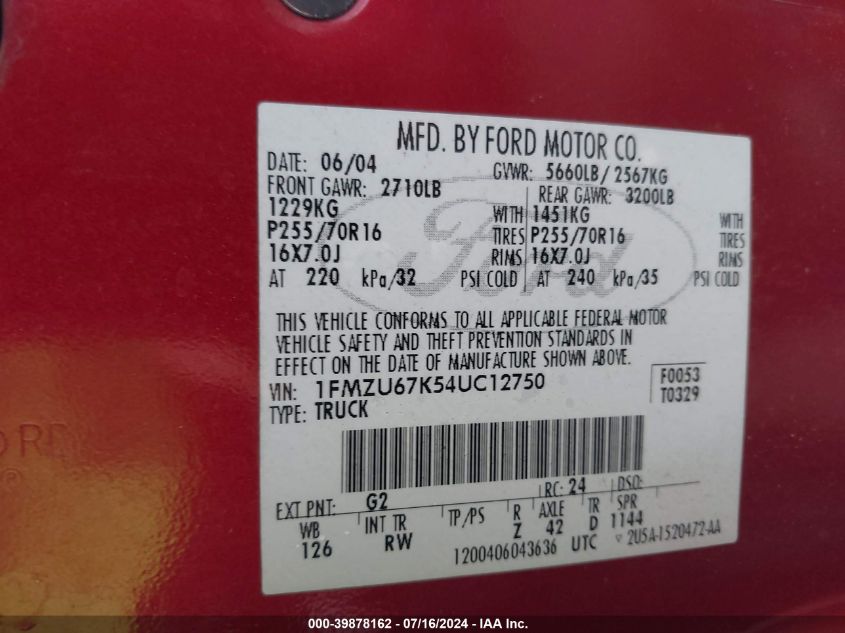 MFD. BY FORD MOTOR CO.
DATE: 06/04 GVWR: 5660LB/2567KG
FRONT GAWR: 2710LB REAR GAWR: 3200LB
1229KG WITH 1451KG WITH
P255/70R16 TIRES P255/70R16 TIRES
16X7.0J RIMS 16X7.0J RIMS
AT 220 kPa/32 PSI COLD AT 240 kPa/35 PSI COLD
Ford
THIS VEHICLE CONFORMS TO ALL APPLICABLE FEDERAL MOTOR
VEHICLE SAFETY AND THEFT PREVENTION STANDARDS IN
EFFECT ON THE DATE OF MANUFACTURE SHOWN ABOVE.
VIN: 1FMZU67K54UC12750 F0053
TYPE: TRUCK T0329
EXT PNT: G2 RC: 24 DSO:
WB INT TR TP/PS R AXLE TR SPR
126 RW Z 42 D 1144
1200406043636 UTC ▽ 2U5A-1520472-AA
000-39878162 - 07/16/2024 - IAA Inc.